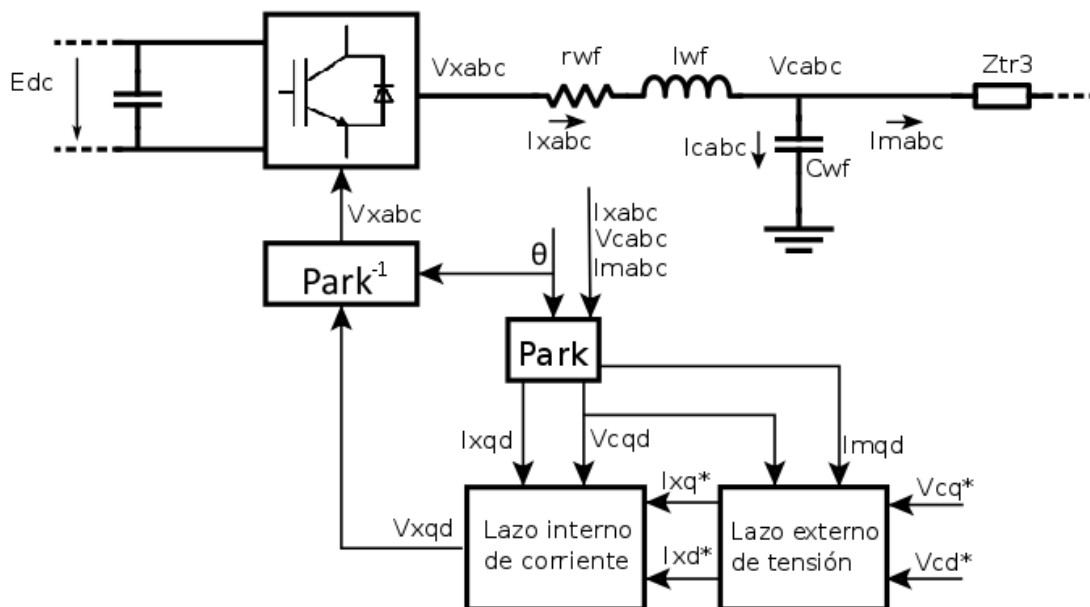 Edc
Vxabc
rwf
lwf
Vcabc
Ztr3
Ixabc
Icabc
Cwf
Imabc
Vxabc
Ixabc
Vcabc
Imabc
θ
Park-1
Park
Ixqd
Vcqd
Imqd
Vxqd
Lazo interno
de corriente
Ixq*
Ixd*
Lazo externo
de tensión
Vcq*
Vcd*